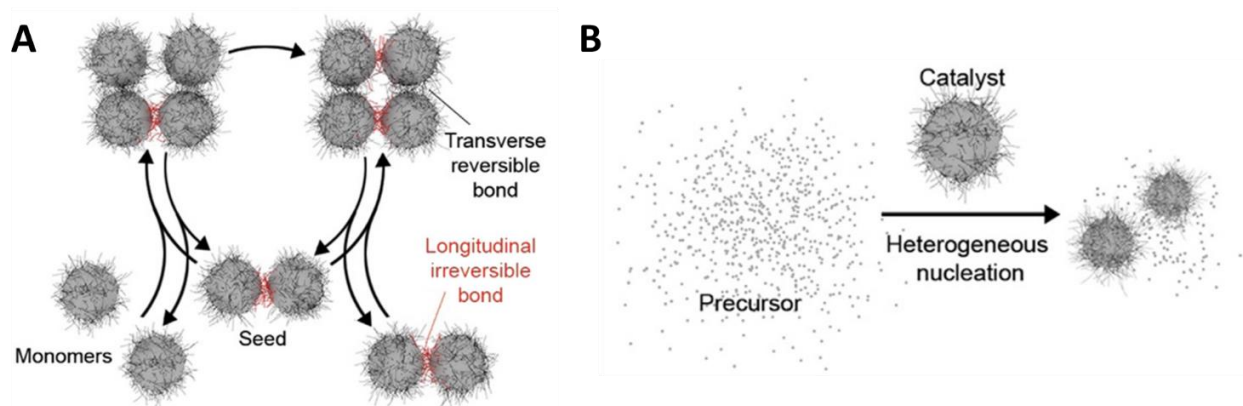 A
Transverse
reversible
bond
Longitudinal
irreversible
bond
Seed
Monomers
B
Catalyst
Heterogeneous
nucleation
Precursor